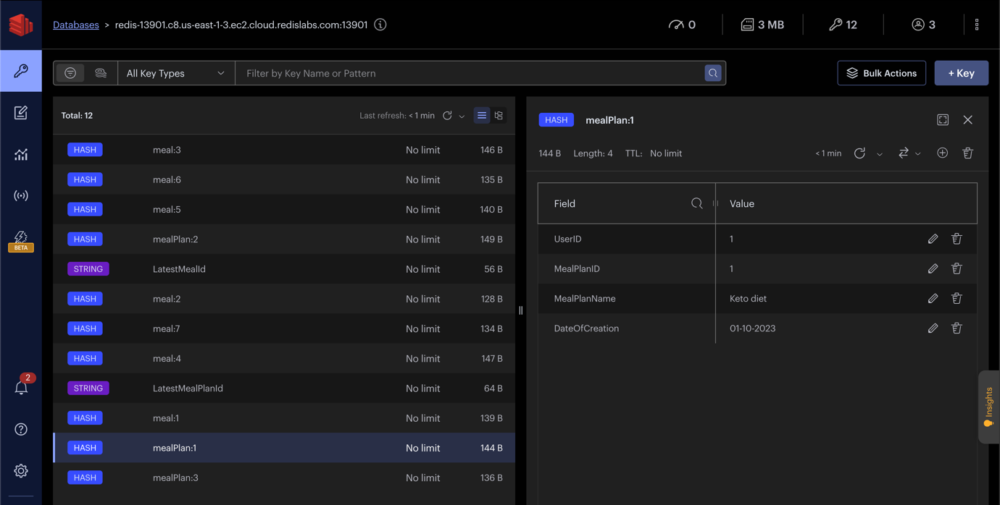 Databases > redis-13901.c8.us-east-1-3.ec2.cloud.redislabs.com:13901
0
3 MB
12
3
All Key Types
Filter by Key Name or Pattern
Bulk Actions
+ Key
BETA
2
Total: 12
Last refresh: < 1 min
HASH meal:3 No limit 146 B
HASH meal:6 No limit 135 B
HASH meal:5 No limit 140 B
HASH mealPlan:2 No limit 149 B
STRING LatestMealId No limit 56 B
HASH meal:2 No limit 128 B
HASH meal:7 No limit 134 B
HASH meal:4 No limit 147 B
STRING LatestMealPlanId No limit 64 B
HASH meal:1 No limit 139 B
HASH mealPlan:1 No limit 144 B
HASH mealPlan:3 No limit 136 B
HASH mealPlan:1
144 B Length: 4 TTL: No limit < 1 min
Field Value
UserID 1
MealPlanID 1
MealPlanName Keto diet
DateOfCreation 01-10-2023
Insights